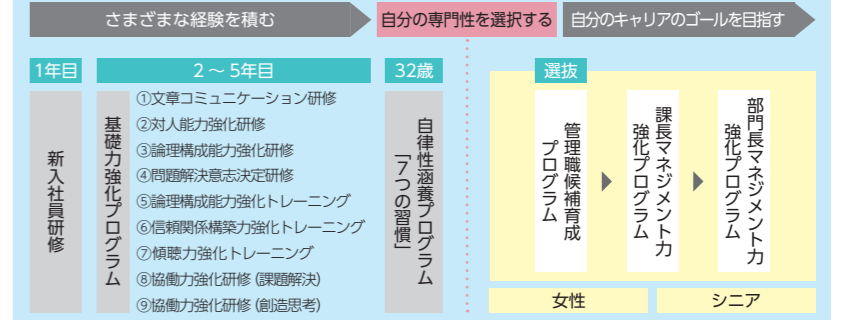 さまざまな経験を積む
自分の専門性を選択する
自分のキャリアのゴールを目指す
1年目
2～5年目
32歳
選抜
新入社員研修
基礎力強化プログラム
①文章コミュニケーション研修
②対人能力強化研修
③論理構成能力強化研修
④問題解決意志決定研修
⑤論理構成能力強化トレーニング
⑥信頼関係構築力強化トレーニング
⑦傾聴力強化トレーニング
⑧協働力強化研修（課題解決）
⑨協働力強化研修（創造思考）
自律性涵養プログラム
「7つの習慣」
管理職候補育成
プログラム
課長マネジメント力
強化プログラム
部門長マネジメント力
強化プログラム
女性
シニア